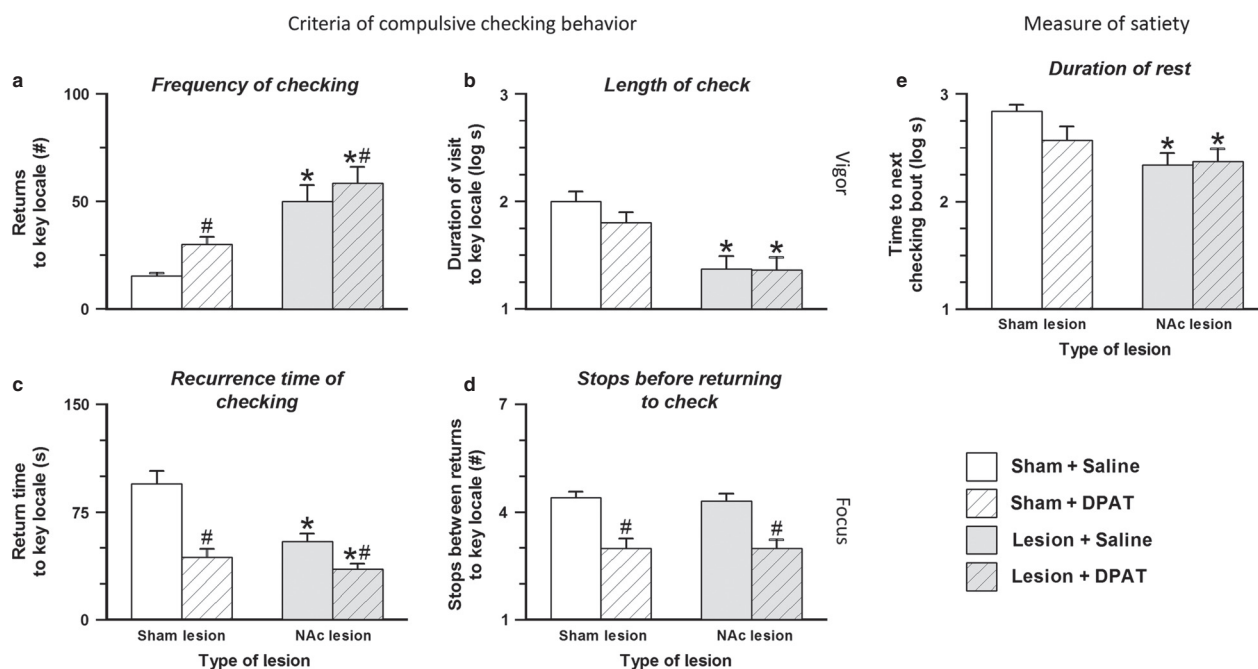 Criteria of compulsive checking behavior
Measure of satiety
a
Frequency of checking
Returns
to key locale (#)
100
50
0
#
*
*#
b
Length of check
Duration of visit
to key locale (log s)
3
2
1
*
*
Vigor
e
Duration of rest
Time to next
checking bout (log s)
3
2
1
*
*
Sham lesion
NAc lesion
Type of lesion
c
Recurrence time of
checking
Return time
to key locale (s)
150
75
0
#
*
*#
Sham lesion
NAc lesion
Type of lesion
d
Stops before returning
to check
Stops between returns
to key locale (#)
7
4
1
#
#
Sham lesion
NAc lesion
Type of lesion
Focus
Sham + Saline
Sham + DPAT
Lesion + Saline
Lesion + DPAT